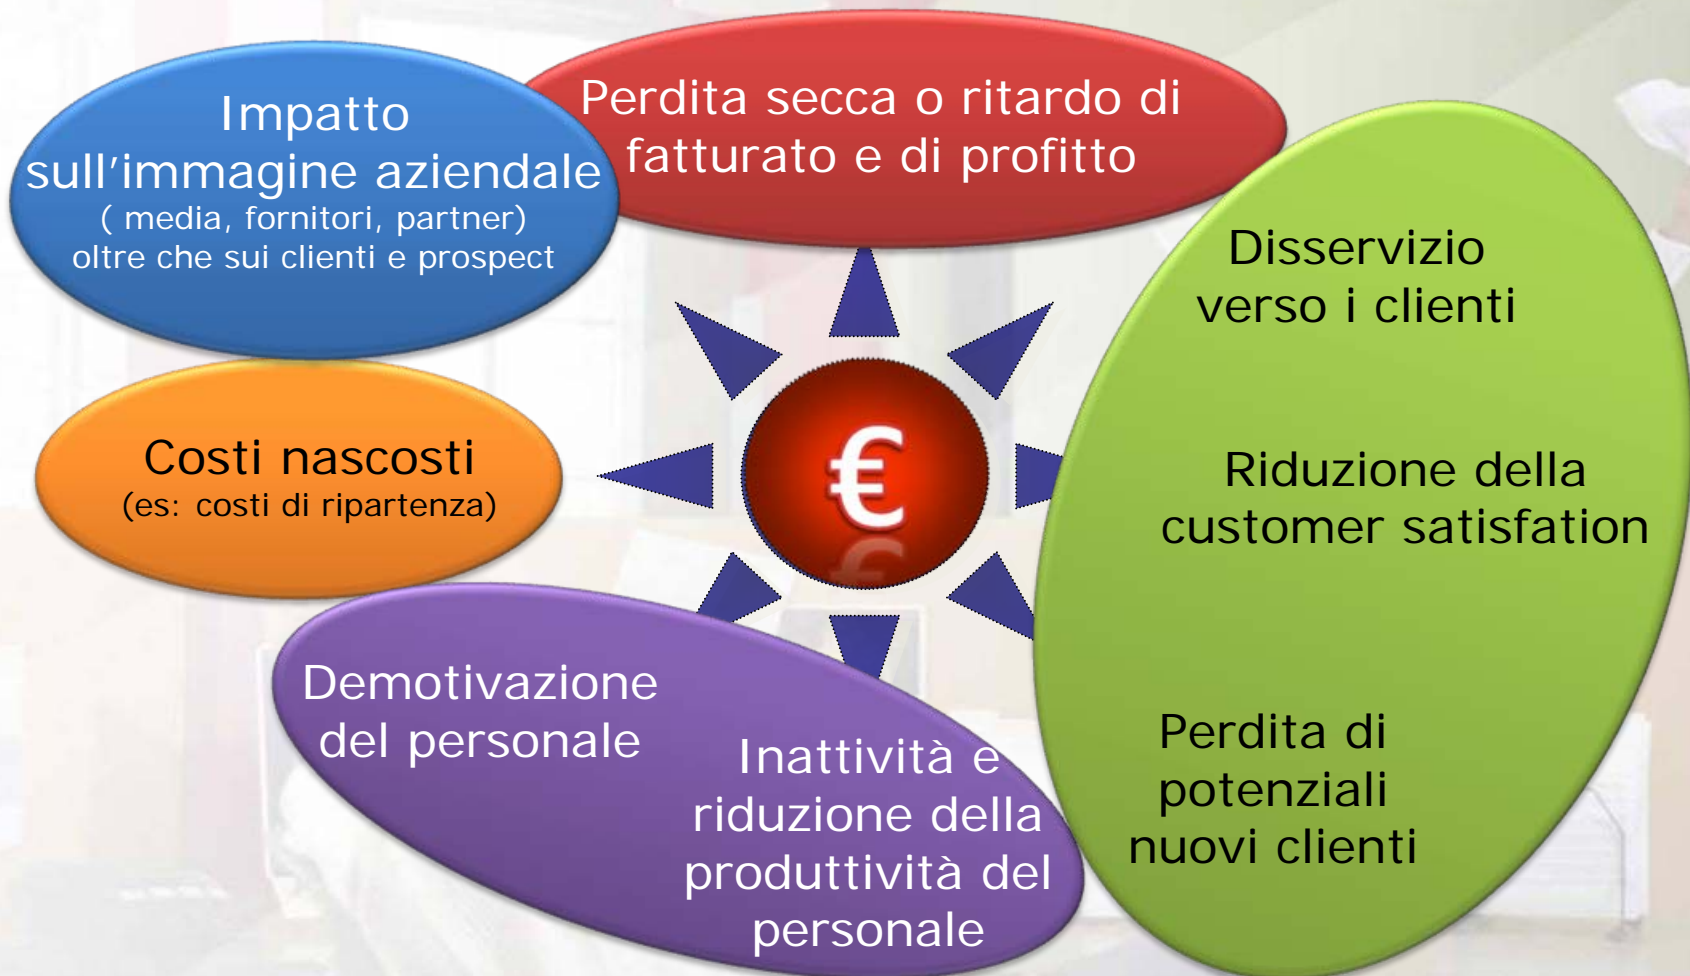 Impatto
sull'immagine aziendale
( media, fornitori, partner)
oltre che sui clienti e prospect
Perdita secca o ritardo di
fatturato e di profitto
Disservizio
verso i clienti
Riduzione della
customer satisfation
Perdita di
potenziali
nuovi clienti
Costi nascosti
(es: costi di ripartenza)
€
Demotivazione
del personale
Inattività e
riduzione della
produttività del
personale